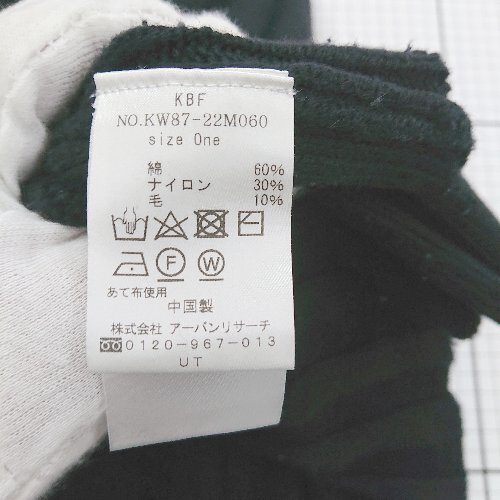 KBF
NO.KW87-22M060
size One
綿 60%
ナイロン 30%
毛 10%
F W
あて布使用
中国製
株式会社 アーバンリサーチ
0120-967-013
UT